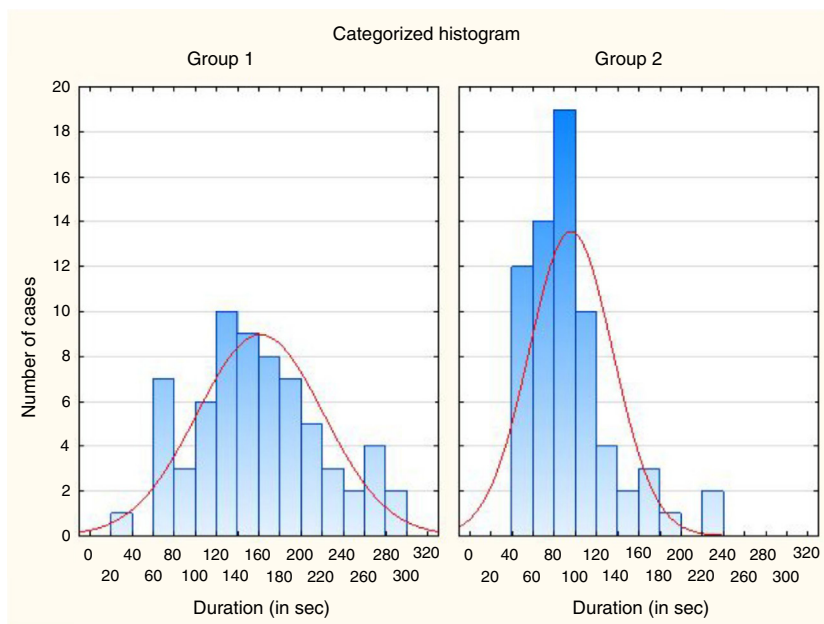 Categorized histogram
Group 1
Group 2
Number of cases
20
18
16
14
12
10
8
6
4
2
0
0 40 80 120 160 200 240 280 320
20 60 100 140 180 220 260 300
Duration (in sec)
0 40 80 120 160 200 240 280 320
20 60 100 140 180 220 260 300
Duration (in sec)